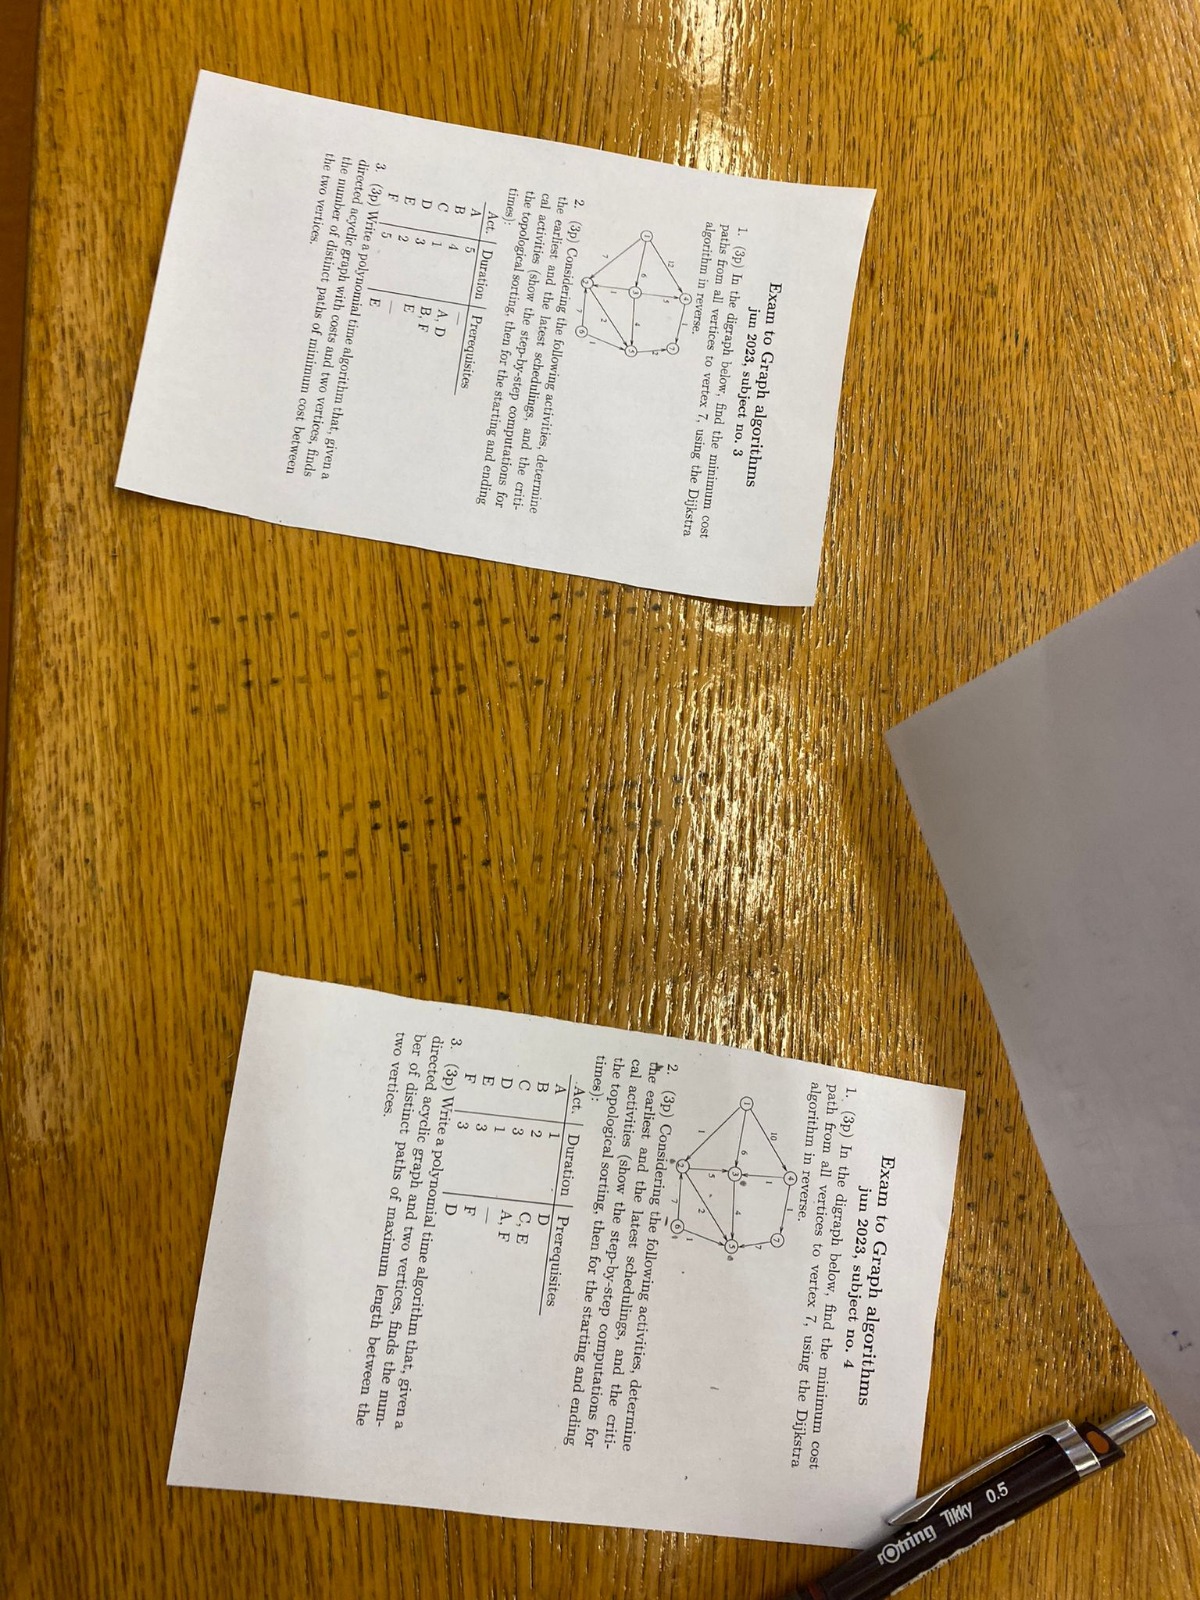 Exam to Graph algorithms
jun 2023, subject no. 3
1. (3p) In the digraph below, find the minimum cost
paths from all vertices to vertex 7, using the Dijkstra
algorithm in reverse.
4 1 7
12 5 2
1 6 3 4 5
7 1 2 1
2 7 6
2. (3p) Considering the following activities, determine
the earliest and the latest schedulings, and the criti-
cal activities (show the step-by-step computations for
the topological sorting, then for the starting and ending
times):
Act. Duration Prerequisites
A 5 —
B 4 A, D
C 1 B, F
D 3 E
E 2 —
F 5 E
3. (3p) Write a polynomial time algorithm that, given a
directed acyclic graph with costs and two vertices, finds
the number of distinct paths of minimum cost between
the two vertices.
Exam to Graph algorithms
jun 2023, subject no. 4
1. (3p) In the digraph below, find the minimum cost
path from all vertices to vertex 7, using the Dijkstra
algorithm in reverse.
4 1 7
10 1 7
1 6 3 4 5
1 5 2 1
2 7 6
2. (3p) Considering the following activities, determine
the earliest and the latest schedulings, and the criti-
cal activities (show the step-by-step computations for
the topological sorting, then for the starting and ending
times):
Act. Duration Prerequisites
A 1 D
B 2 C, E
C 3 A, F
D 1 —
E 3 F
F 3 D
3. (3p) Write a polynomial time algorithm that, given a
directed acyclic graph and two vertices, finds the num-
ber of distinct paths of maximum length between the
two vertices.
rotring Tikky 0.5